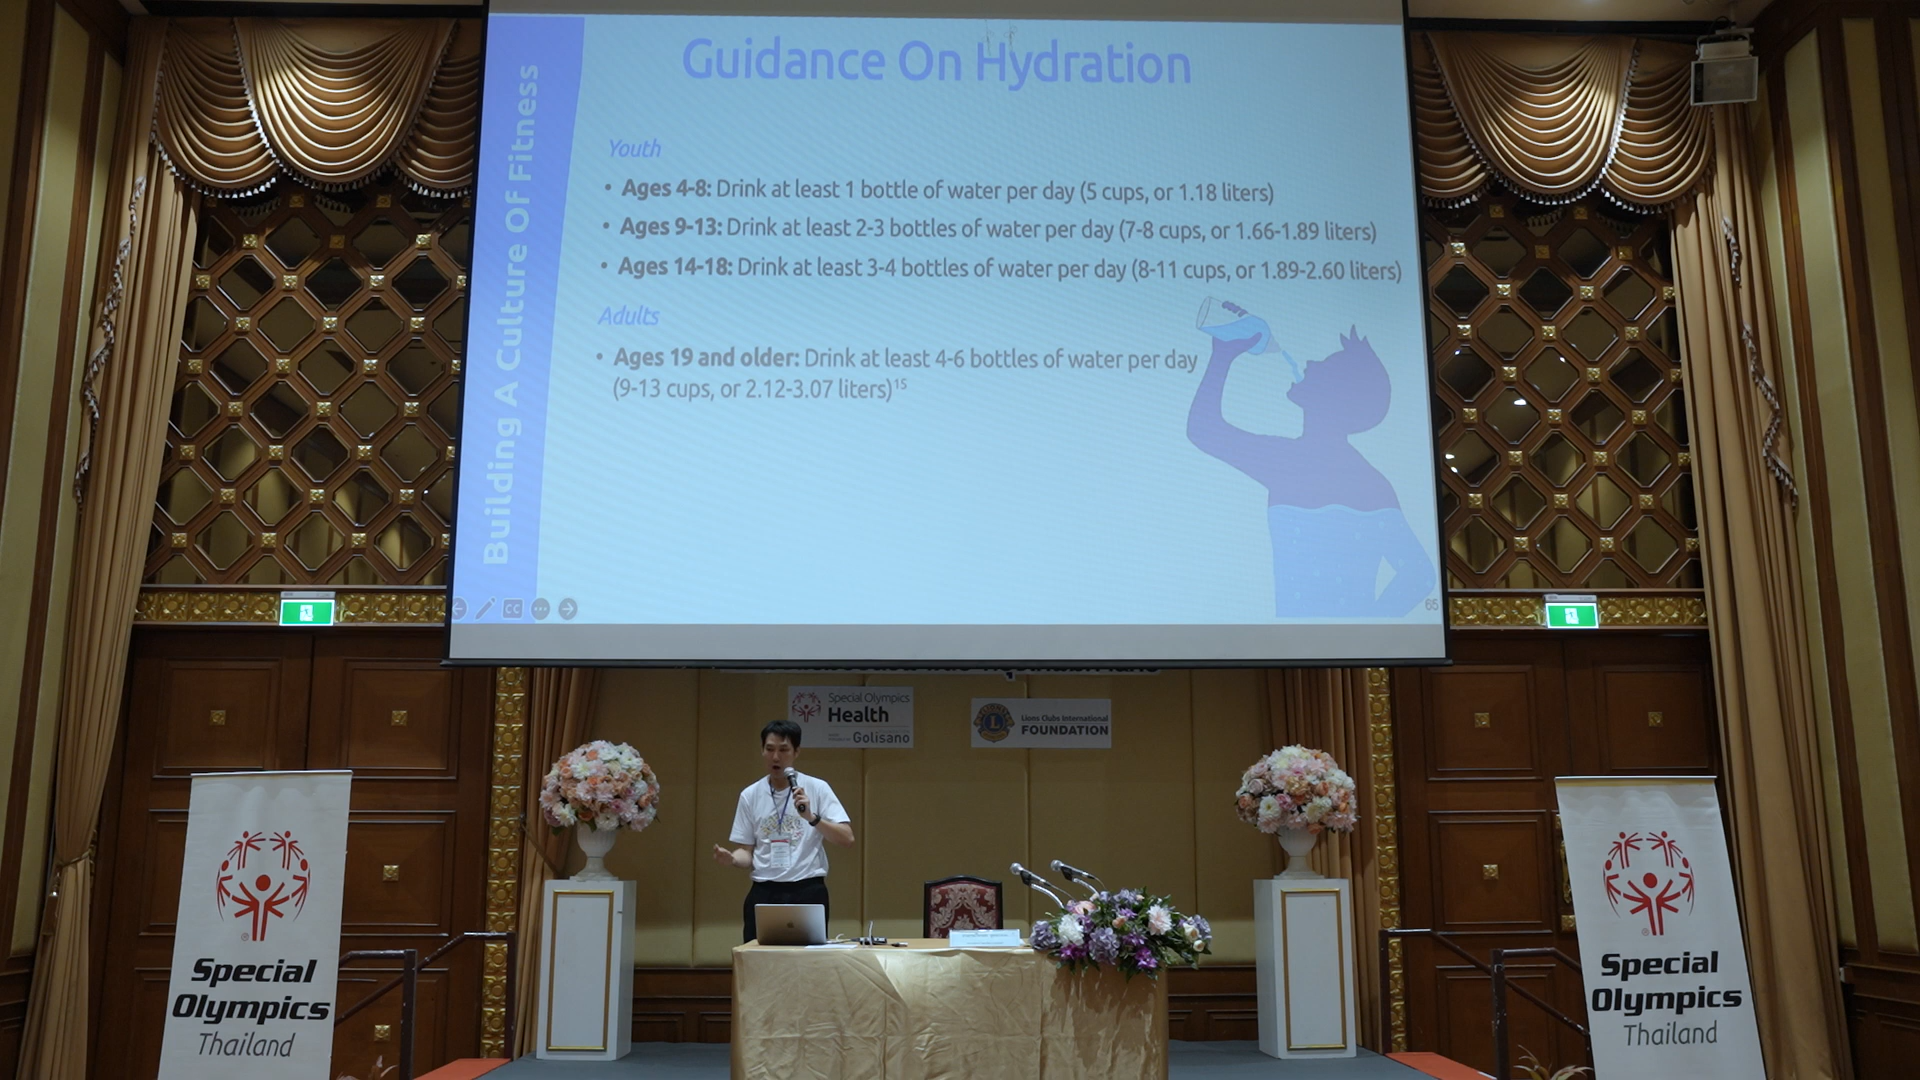 Guidance On Hydration
Building A Culture Of Fitness
Youth
• Ages 4-8: Drink at least 1 bottle of water per day (5 cups, or 1.18 liters)
• Ages 9-13: Drink at least 2-3 bottles of water per day (7-8 cups, or 1.66-1.89 liters)
• Ages 14-18: Drink at least 3-4 bottles of water per day (8-11 cups, or 1.89-2.60 liters)
Adults
• Ages 19 and older: Drink at least 4-6 bottles of water per day
(9-13 cups, or 2.12-3.07 liters)¹⁵
CC
65
Special Olympics
Health
Golisano
Lions Clubs International
FOUNDATION
Special
Olympics
Thailand
Special
Olympics
Thailand